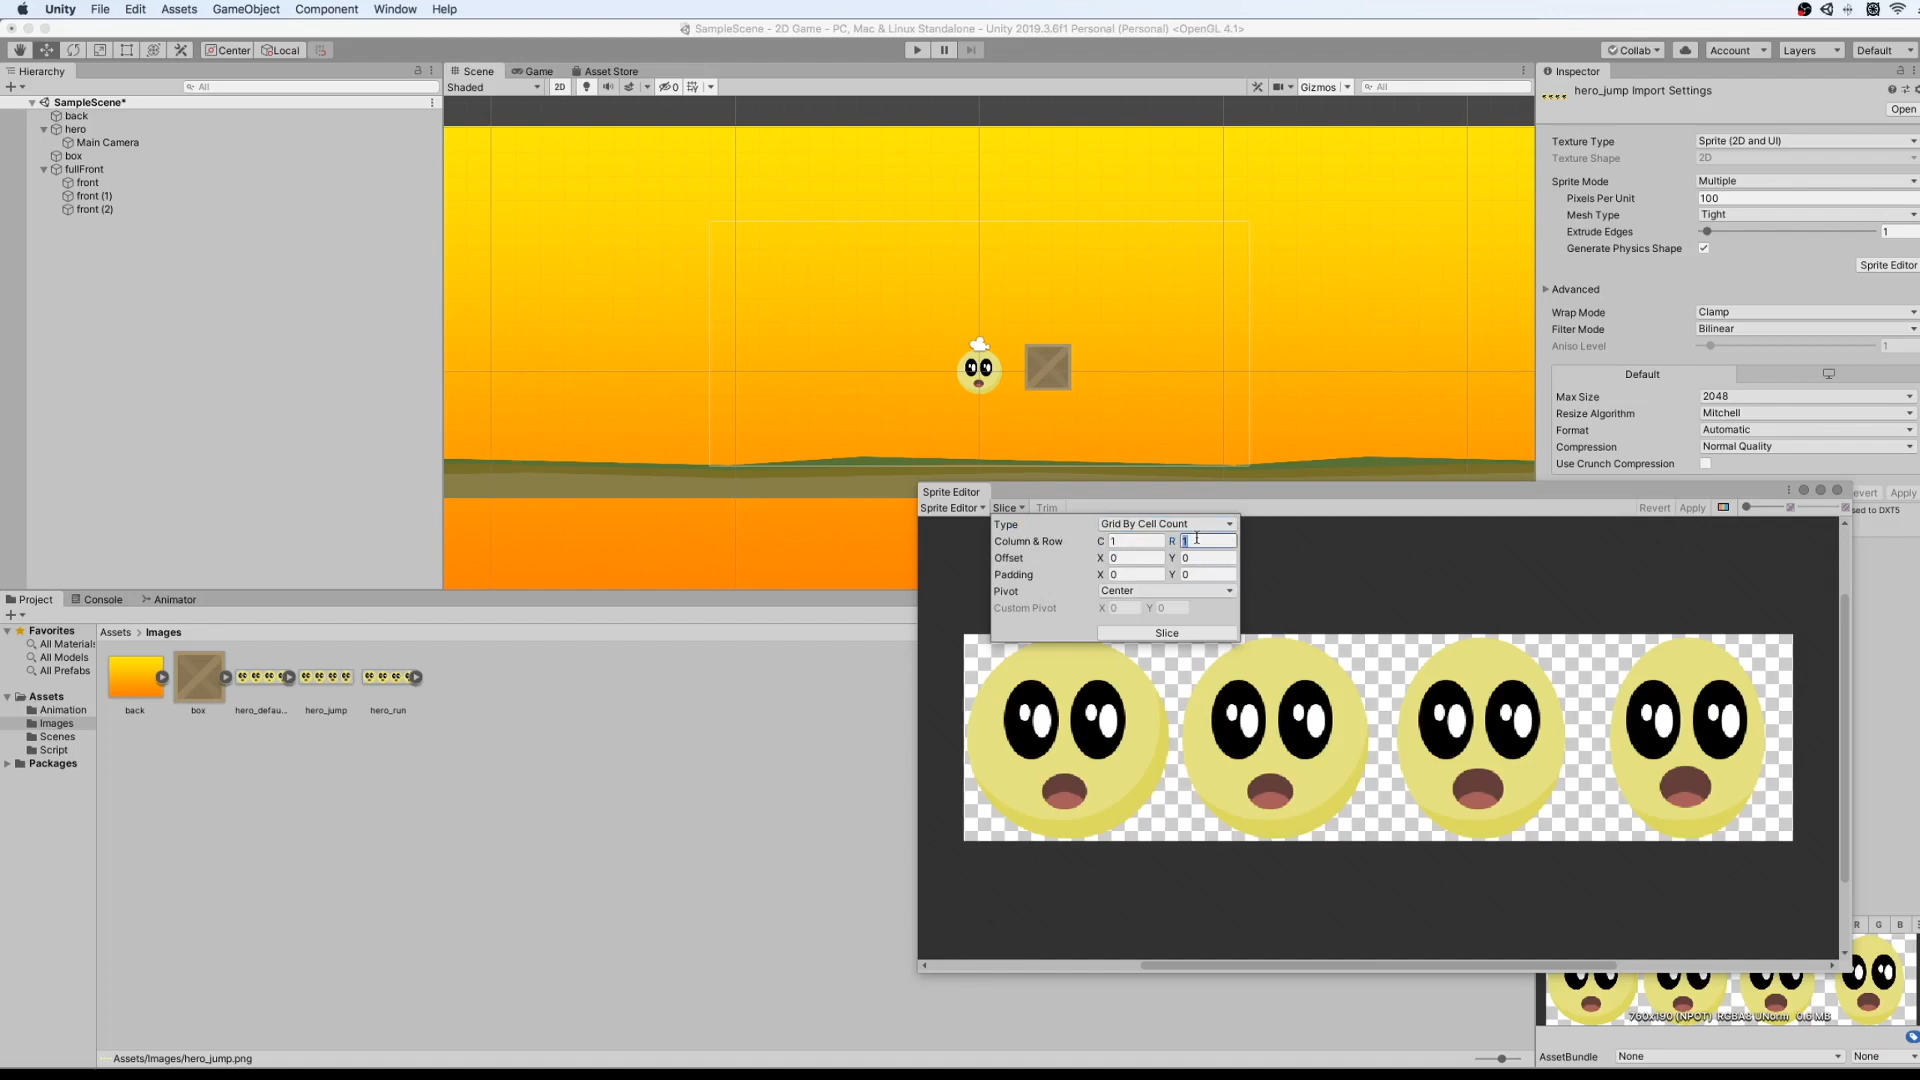 Unity File Edit Assets GameObject Component Window Help
SampleScene - 2D Game - PC, Mac & Linux Standalone - Unity 2019.3.6f1 Personal (Personal) <OpenGL 4.1>
Center Local Collab Account Layers Default
Hierarchy
All
SampleScene*
back
hero
Main Camera
box
fullFront
front
front (1)
front (2)
Scene Game Asset Store
Shaded 2D 0 Gizmos All
Inspector
hero_jump Import Settings
Open
Texture Type Sprite (2D and UI)
Texture Shape 2D
Sprite Mode Multiple
Pixels Per Unit 100
Mesh Type Tight
Extrude Edges 1
Generate Physics Shape
Sprite Editor
Advanced
Wrap Mode Clamp
Filter Mode Bilinear
Aniso Level 1
Default
Max Size 2048
Resize Algorithm Mitchell
Format Automatic
Compression Normal Quality
Use Crunch Compression
evert Apply
sed to DXT5
Sprite Editor
Sprite Editor Slice Trim Revert Apply
Type Grid By Cell Count
Column & Row C 1 R 1
Offset X 0 Y 0
Padding X 0 Y 0
Pivot Center
Custom Pivot X 0 Y 0
Slice
Project Console Animator
Favorites
All Materials
All Models
All Prefabs
Assets
Animation
Images
Scenes
Script
Packages
Assets Images
back box hero_defau... hero_jump hero_run
Assets/Images/hero_jump.png
R G B
760x190 (NPOT) RGBA8 UNorm 0.6 MB
AssetBundle None None